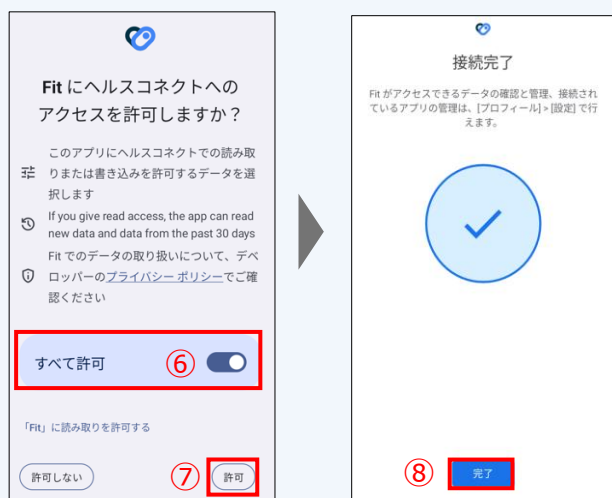 Fit にヘルスコネクトへの
アクセスを許可しますか？
このアプリにヘルスコネクトでの読み取
りまたは書き込みを許可するデータを選
択します
If you give read access, the app can read
new data and data from the past 30 days
Fit でのデータの取り扱いについて、デベ
ロッパーのプライバシー ポリシーでご確
認ください
すべて許可 ⑥
「Fit」に読み取りを許可する
許可しない ⑦ 許可
接続完了
Fit がアクセスできるデータの確認と管理、接続され
ているアプリの管理は、[プロフィール] > [設定] で行
えます。
⑧ 完了